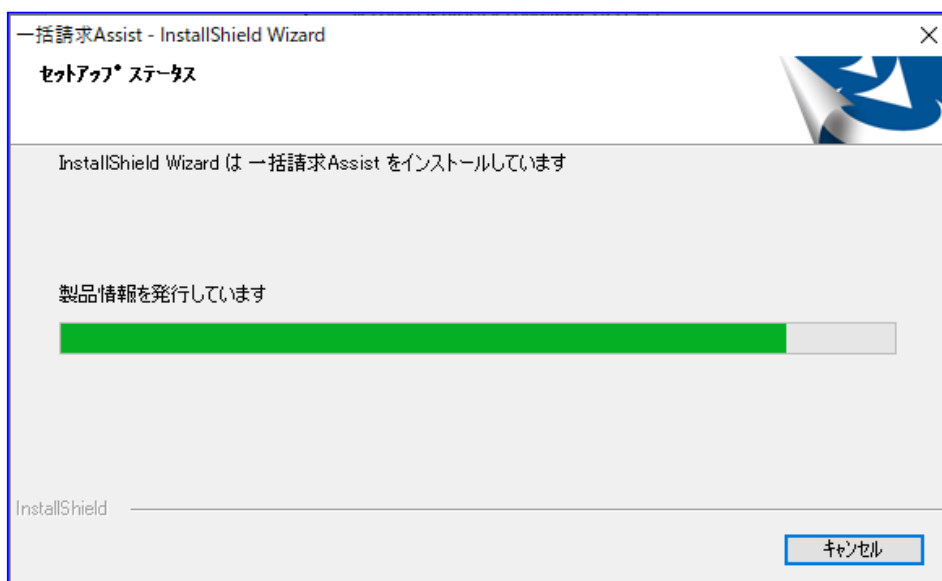 一括請求Assist - InstallShield Wizard
ｾｯﾄｱｯﾌﾟ ｽﾃｰﾀｽ
InstallShield Wizard は 一括請求Assist をインストールしています
製品情報を発行しています
InstallShield
ｷｬﾝｾﾙ